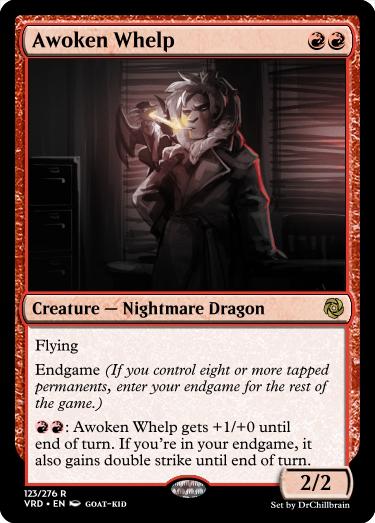 Awoken Whelp
Creature — Nightmare Dragon
Flying
Endgame (If you control eight or more tapped
permanents, enter your endgame for the rest of
the game.)
: Awoken Whelp gets +1/+0 until
end of turn. If you're in your endgame, it
also gains double strike until end of turn.
2/2
123/276 R
VRD • EN GOAT-KID
Set by DrChillbrain